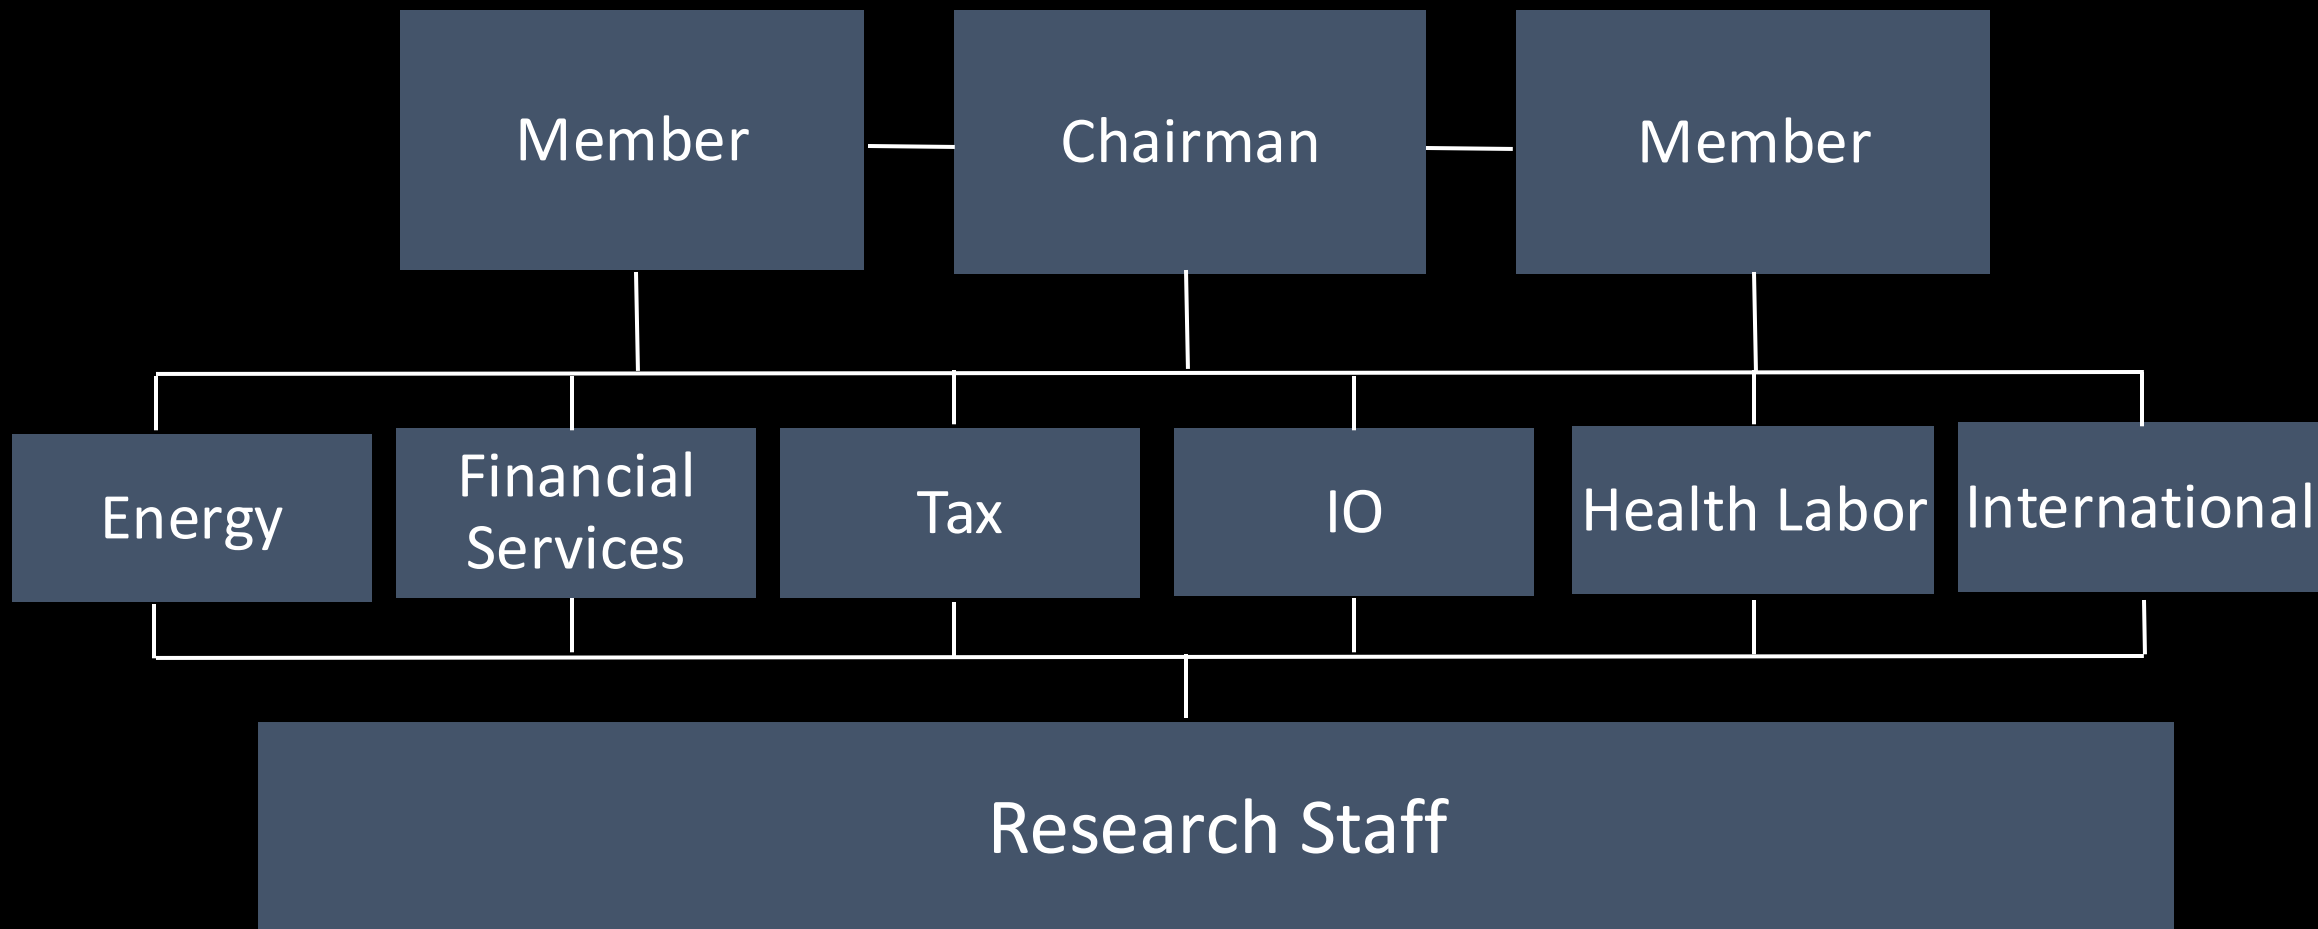 Member
Chairman
Member
Energy
Financial
Services
Tax
IO
Health Labor
International
Research Staff